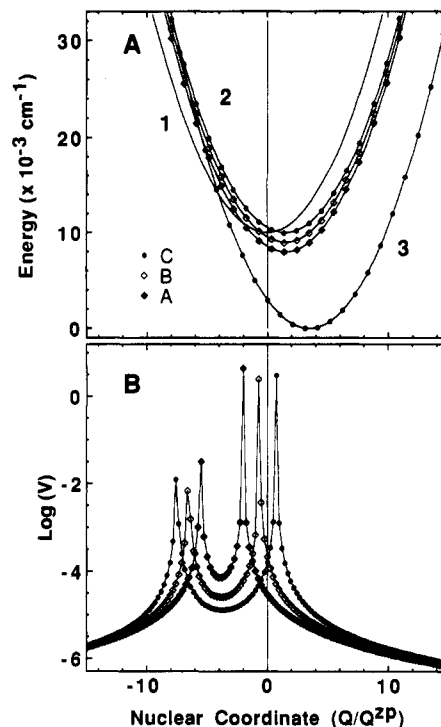 A
30
20
10
0
Energy (x 10⁻³ cm⁻¹)
1
2
3
C
B
A
B
0
-2
-4
-6
Log (V)
-10
0
10
Nuclear Coordinate (Q/Q^zp)